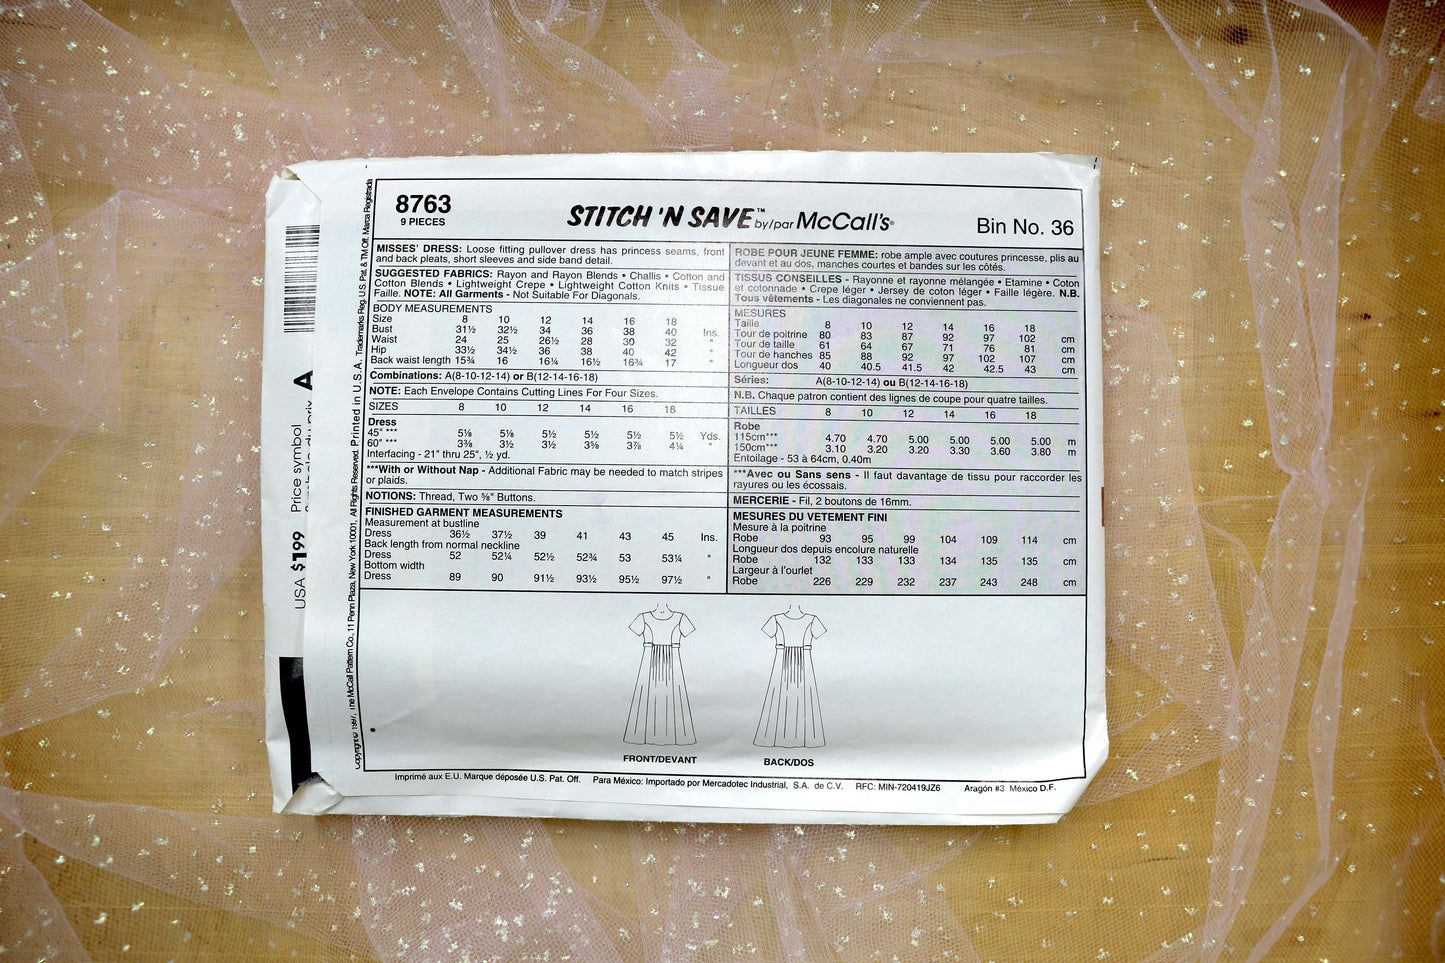 8763
9 PIECES
STITCH 'N SAVE™ by/par McCall's®
Bin No. 36
MISSES' DRESS: Loose fitting pullover dress has princess seams, front
and back pleats, short sleeves and side band detail.
SUGGESTED FABRICS: Rayon and Rayon Blends • Challis • Cotton and
Cotton Blends • Lightweight Crepe • Lightweight Cotton Knits • Tissue
Faille. NOTE: All Garments - Not Suitable For Diagonals.
BODY MEASUREMENTS
Size 8 10 12 14 16 18
Bust 31½ 32½ 34 36 38 40 Ins.
Waist 24 25 26½ 28 30 32 "
Hip 33½ 34½ 36 38 40 42 "
Back waist length 15¾ 16 16¼ 16½ 16¾ 17 "
Combinations: A(8-10-12-14) or B(12-14-16-18)
NOTE: Each Envelope Contains Cutting Lines For Four Sizes.
SIZES 8 10 12 14 16 18
Dress
45" *** 5⅛ 5⅛ 5½ 5½ 5½ 5½ Yds.
60" *** 3⅜ 3½ 3½ 3⅝ 3⅞ 4¼ "
Interfacing - 21" thru 25", ½ yd.
***With or Without Nap - Additional Fabric may be needed to match stripes
or plaids.
NOTIONS: Thread, Two ⅝" Buttons.
FINISHED GARMENT MEASUREMENTS
Measurement at bustline
Dress 36½ 37½ 39 41 43 45 Ins.
Back length from normal neckline
Dress 52 52¼ 52½ 52¾ 53 53¼ "
Bottom width
Dress 89 90 91½ 93½ 95½ 97½ "
ROBE POUR JEUNE FEMME: robe ample avec coutures princesse, plis au
devant et au dos, manches courtes et bandes sur les côtés.
TISSUS CONSEILLES - Rayonne et rayonne mélangée • Etamine • Coton
et cotonnade • Crepe léger • Jersey de coton léger • Faille légère. N.B.
Tous vêtements - Les diagonales ne conviennent pas.
MESURES
Taille 8 10 12 14 16 18
Tour de poitrine 80 83 87 92 97 102 cm
Tour de taille 61 64 67 71 76 81 cm
Tour de hanches 85 88 92 97 102 107 cm
Longueur dos 40 40.5 41.5 42 42.5 43 cm
Séries: A(8-10-12-14) ou B(12-14-16-18)
N.B. Chaque patron contient des lignes de coupe pour quatre tailles.
TAILLES 8 10 12 14 16 18
Robe
115cm*** 4.70 4.70 5.00 5.00 5.00 5.00 m
150cm*** 3.10 3.20 3.20 3.30 3.60 3.80 m
Entoilage - 53 à 64cm, 0.40m
***Avec ou Sans sens - Il faut davantage de tissu pour raccorder les
rayures ou les écossais.
MERCERIE - Fil, 2 boutons de 16mm.
MESURES DU VETEMENT FINI
Mesure à la poitrine
Robe 93 95 99 104 109 114 cm
Longueur dos depuis encolure naturelle
Robe 132 133 133 134 135 135 cm
Largeur à l'ourlet
Robe 226 229 232 237 243 248 cm
FRONT/DEVANT
BACK/DOS
Imprimé aux E.U. Marque déposée U.S. Pat. Off. Para México: Importado por Mercadotec Industrial, S.A. de C.V. RFC: MIN-720419JZ6 Aragón #3 México D.F.
Copyright© 1997, The McCall Pattern Co., 11 Penn Plaza, New York 10001, All Rights Reserved. Printed in U.S.A. Trademarks Reg. U.S. Pat. & TM Off. Marca Registrada
USA $1.99 Price symbol A